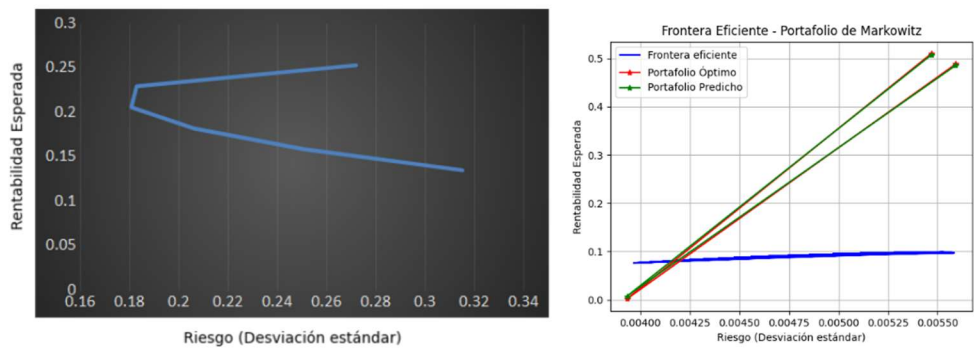 0.3
0.25
0.2
0.15
0.1
0.05
0
Rentabilidad Esperada
0.16 0.18 0.2 0.22 0.24 0.26 0.28 0.3 0.32 0.34
Riesgo (Desviación estándar)
Frontera Eficiente - Portafolio de Markowitz
Frontera eficiente
Portafolio Óptimo
Portafolio Predicho
0.5
0.4
0.3
0.2
0.1
0.0
Rentabilidad Esperada
0.00400 0.00425 0.00450 0.00475 0.00500 0.00525 0.00550
Riesgo (Desviación estándar)